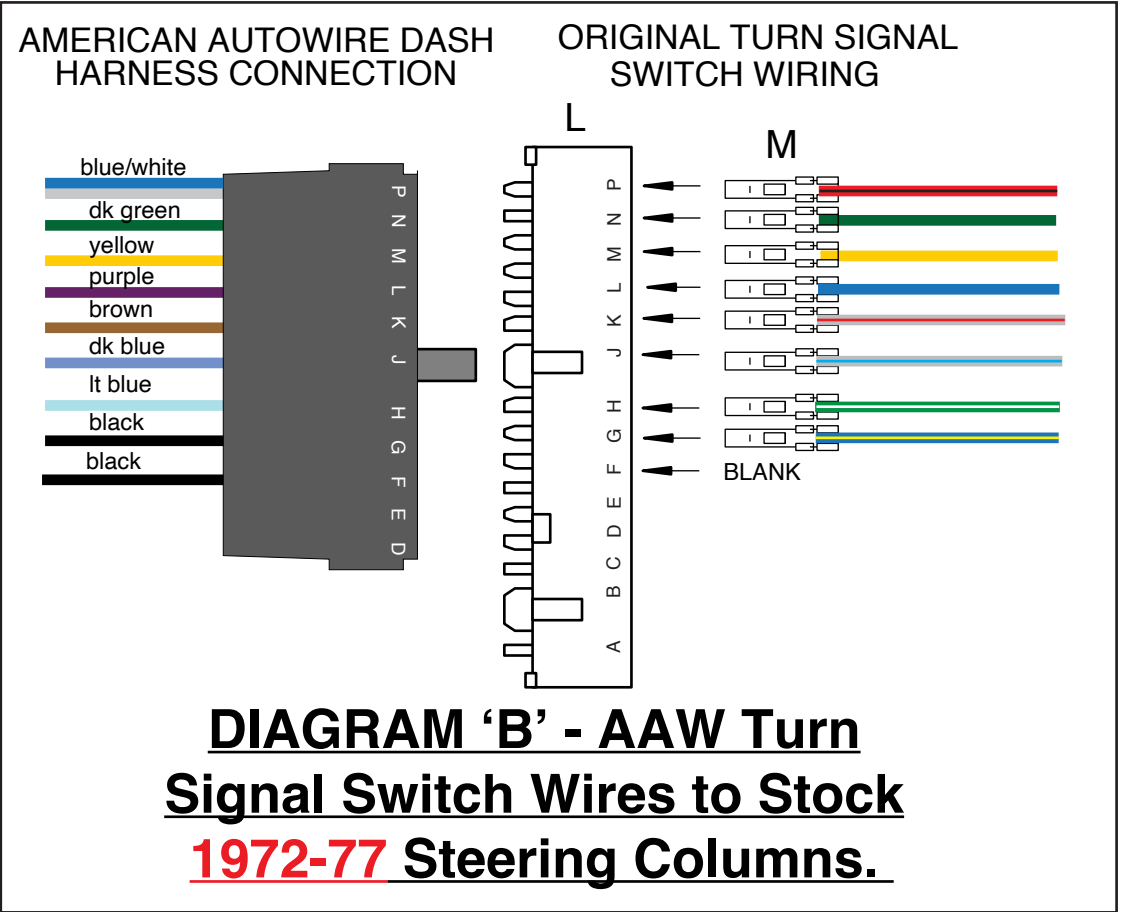 AMERICAN AUTOWIRE DASH
HARNESS CONNECTION
ORIGINAL TURN SIGNAL
SWITCH WIRING
blue/white
dk green
yellow
purple
brown
dk blue
lt blue
black
black
P
N
M
L
K
J
H
G
F
E
D
L
P
N
M
L
K
J
H
G
F
E
D
C
B
A
M
BLANK
DIAGRAM ‘B’ - AAW Turn
Signal Switch Wires to Stock
1972-77 Steering Columns.